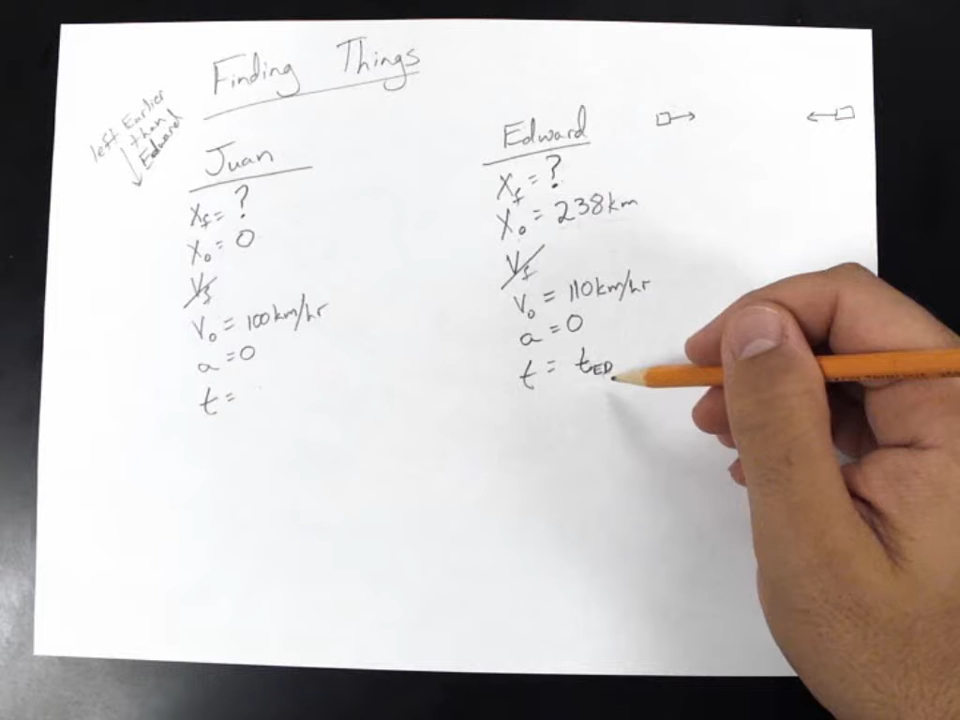 Finding Things
left Earlier
than
Edward
Juan
Xf = ?
X₀ = 0
Vf
V₀ = 100km/hr
a = 0
t =
Edward
Xf = ?
X₀ = 238km
Vf
V₀ = 110km/hr
a = 0
t = tED